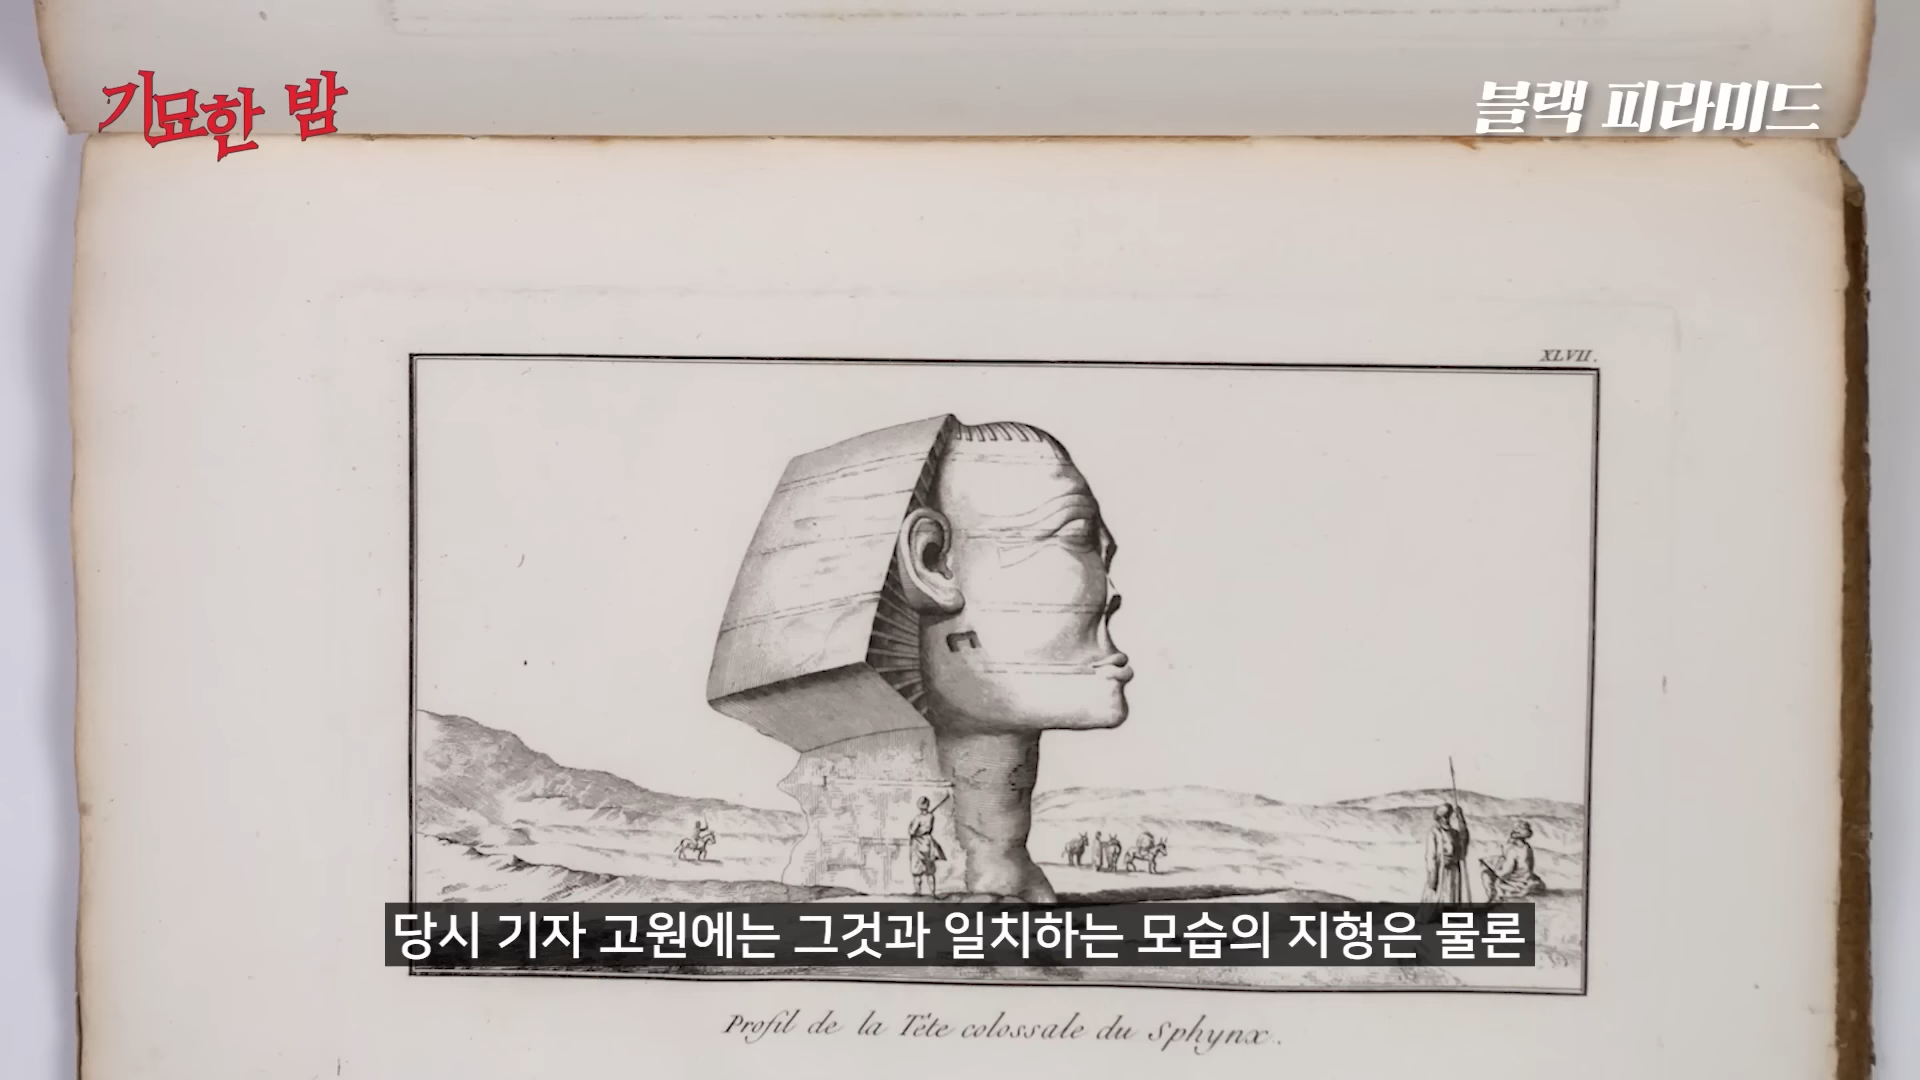 기묘한 밤
블랙 피라미드
XLVII.
당시 기자 고원에는 그것과 일치하는 모습의 지형은 물론
Profil de la Tête colossale du Sphynx.